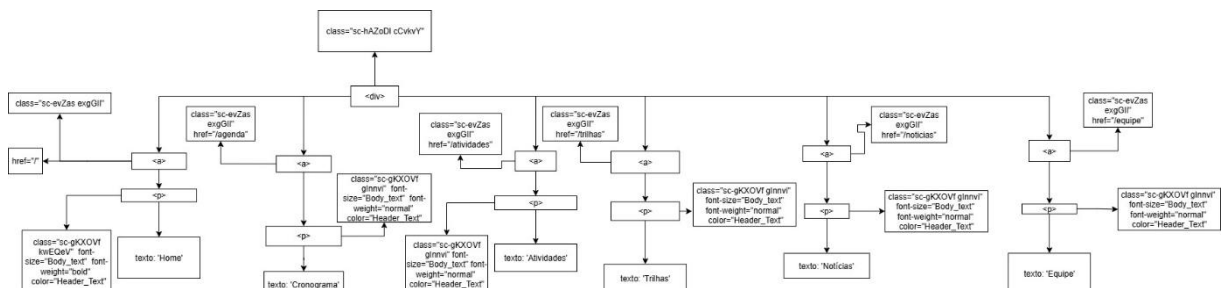 class="sc-hAZoDl cCvkvY"
<div>
class="sc-evZas exgGIl"
href="/"
<a>
<p>
class="sc-gKXOVf
kwEQeV" font-
size="Body_text" font-
weight="bold"
color="Header_Text"
texto: 'Home'
class="sc-evZas
exgGIl"
href="/agenda"
<a>
class="sc-gKXOVf
gInnvi" font-
size="Body_text" font-
weight="normal"
color="Header_Text"
<p>
texto: 'Cronograma'
class="sc-evZas
exgGIl"
href="/atividades"
<a>
<p>
class="sc-gKXOVf
gInnvi" font-
size="Body_text" font-
weight="normal"
color="Header_Text"
texto: 'Atividades'
class="sc-evZas
exgGIl"
href="/trilhas"
<a>
<p>
class="sc-gKXOVf gInnvi"
font-size="Body_text"
font-weight="normal"
color="Header_Text"
texto: 'Trilhas'
class="sc-evZas
exgGIl"
href="/noticias"
<a>
<p>
class="sc-gKXOVf gInnvi"
font-size="Body_text"
font-weight="normal"
color="Header_Text"
texto: 'Notícias'
class="sc-evZas
exgGIl"
href="/equipe"
<a>
<p>
class="sc-gKXOVf gInnvi"
font-size="Body_text"
font-weight="normal"
color="Header_Text"
texto: 'Equipe'